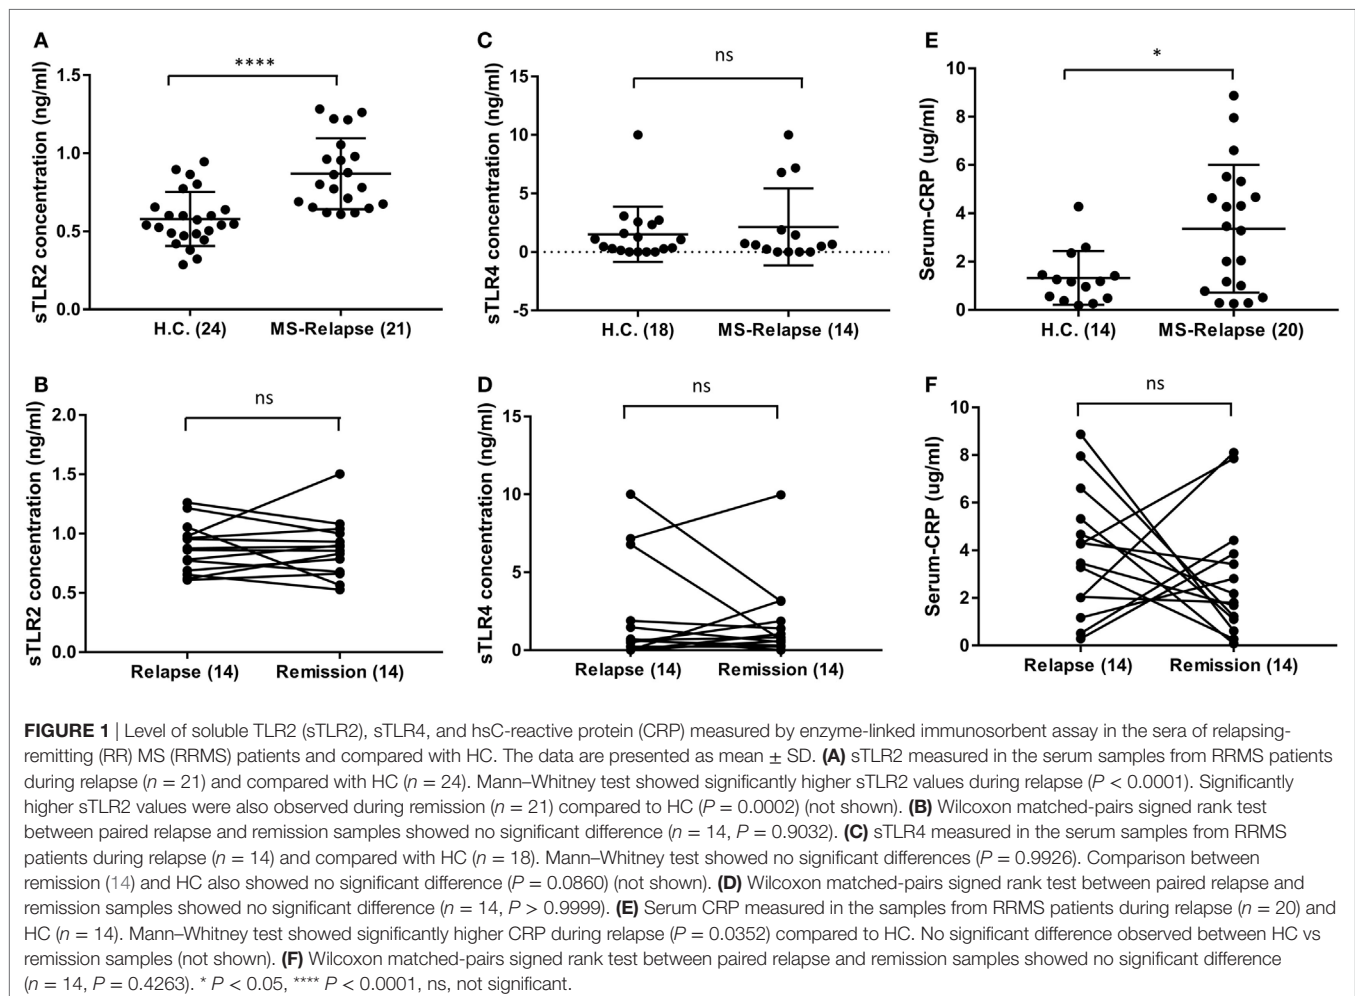 A
sTLR2 concentration (ng/ml)
1.5
1.0
0.5
0.0
****
H.C. (24)
MS-Relapse (21)
C
sTLR4 concentration (ng/ml)
15
10
5
0
-5
ns
H.C. (18)
MS-Relapse (14)
E
Serum-CRP (ug/ml)
10
8
6
4
2
0
*
H.C. (14)
MS-Relapse (20)
B
sTLR2 concentration (ng/ml)
2.0
1.5
1.0
0.5
0.0
ns
Relapse (14)
Remission (14)
D
sTLR4 concentration (ng/ml)
15
10
5
0
ns
Relapse (14)
Remission (14)
F
Serum-CRP (ug/ml)
10
8
6
4
2
0
ns
Relapse (14)
Remission (14)
FIGURE 1 | Level of soluble TLR2 (sTLR2), sTLR4, and hsC-reactive protein (CRP) measured by enzyme-linked immunosorbent assay in the sera of relapsing-
remitting (RR) MS (RRMS) patients and compared with HC. The data are presented as mean ± SD. (A) sTLR2 measured in the serum samples from RRMS patients
during relapse (n = 21) and compared with HC (n = 24). Mann–Whitney test showed significantly higher sTLR2 values during relapse (P < 0.0001). Significantly
higher sTLR2 values were also observed during remission (n = 21) compared to HC (P = 0.0002) (not shown). (B) Wilcoxon matched-pairs signed rank test
between paired relapse and remission samples showed no significant difference (n = 14, P = 0.9032). (C) sTLR4 measured in the serum samples from RRMS
patients during relapse (n = 14) and compared with HC (n = 18). Mann–Whitney test showed no significant differences (P = 0.9926). Comparison between
remission (14) and HC also showed no significant difference (P = 0.0860) (not shown). (D) Wilcoxon matched-pairs signed rank test between paired relapse and
remission samples showed no significant difference (n = 14, P > 0.9999). (E) Serum CRP measured in the samples from RRMS patients during relapse (n = 20) and
HC (n = 14). Mann–Whitney test showed significantly higher CRP during relapse (P = 0.0352) compared to HC. No significant difference observed between HC vs
remission samples (not shown). (F) Wilcoxon matched-pairs signed rank test between paired relapse and remission samples showed no significant difference
(n = 14, P = 0.4263). * P < 0.05, **** P < 0.0001, ns, not significant.